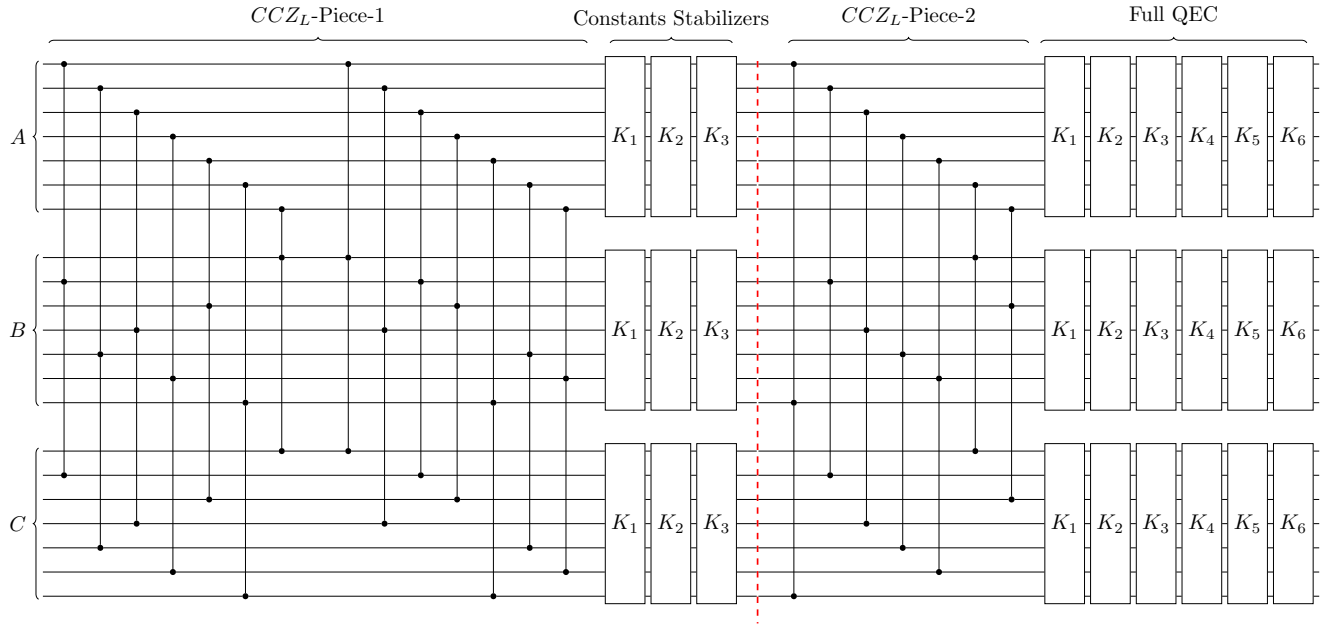 CCZ_L-Piece-1 Constants Stabilizers CCZ_L-Piece-2 Full QEC
A K_1 K_2 K_3 K_1 K_2 K_3 K_4 K_5 K_6
B K_1 K_2 K_3 K_1 K_2 K_3 K_4 K_5 K_6
C K_1 K_2 K_3 K_1 K_2 K_3 K_4 K_5 K_6